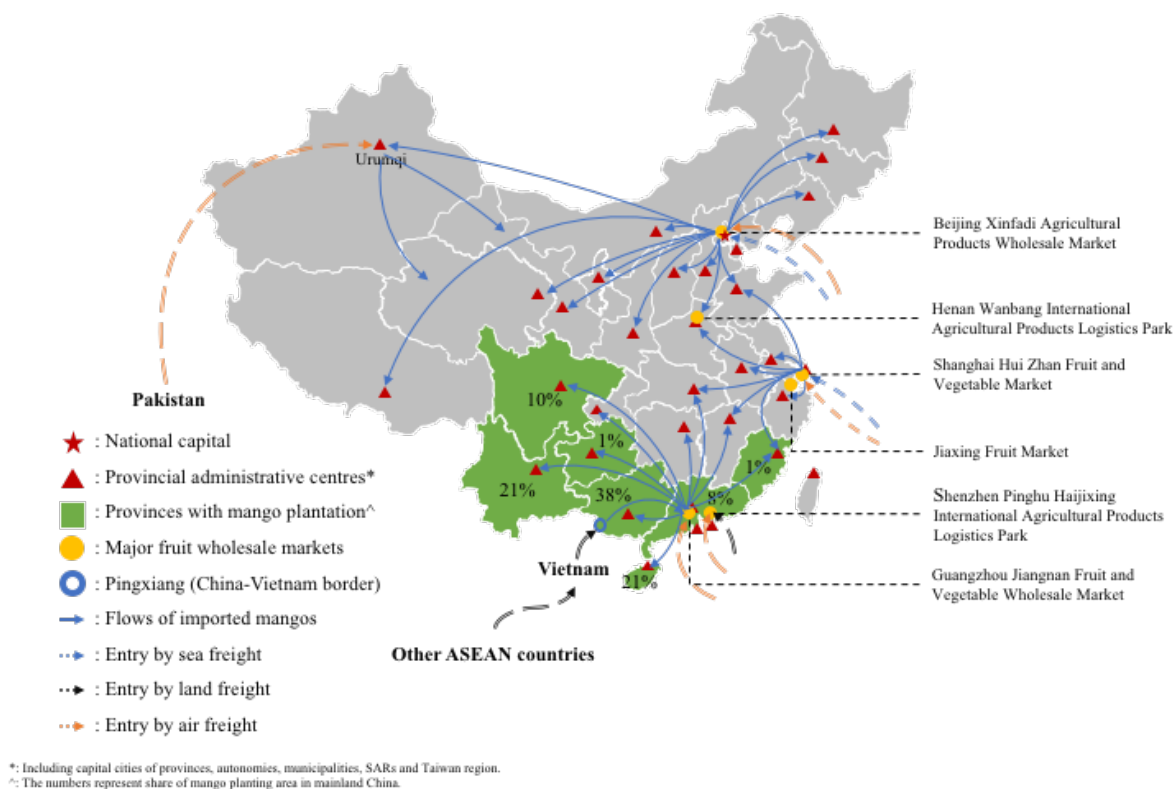 Urumqi
Beijing Xinfadi Agricultural
Products Wholesale Market
Henan Wanbang International
Agricultural Products Logistics Park
Shanghai Hui Zhan Fruit and
Vegetable Market
Pakistan
10%
1%
21%
38%
8%
1%
21%
Jiaxing Fruit Market
Shenzhen Pinghu Haijixing
International Agricultural Products
Logistics Park
Guangzhou Jiangnan Fruit and
Vegetable Wholesale Market
Vietnam
Other ASEAN countries
: National capital
: Provincial administrative centres*
: Provinces with mango plantation^
: Major fruit wholesale markets
: Pingxiang (China-Vietnam border)
: Flows of imported mangos
: Entry by sea freight
: Entry by land freight
: Entry by air freight
*: Including capital cities of provinces, autonomies, municipalities, SARs and Taiwan region.
^: The numbers represent share of mango planting area in mainland China.